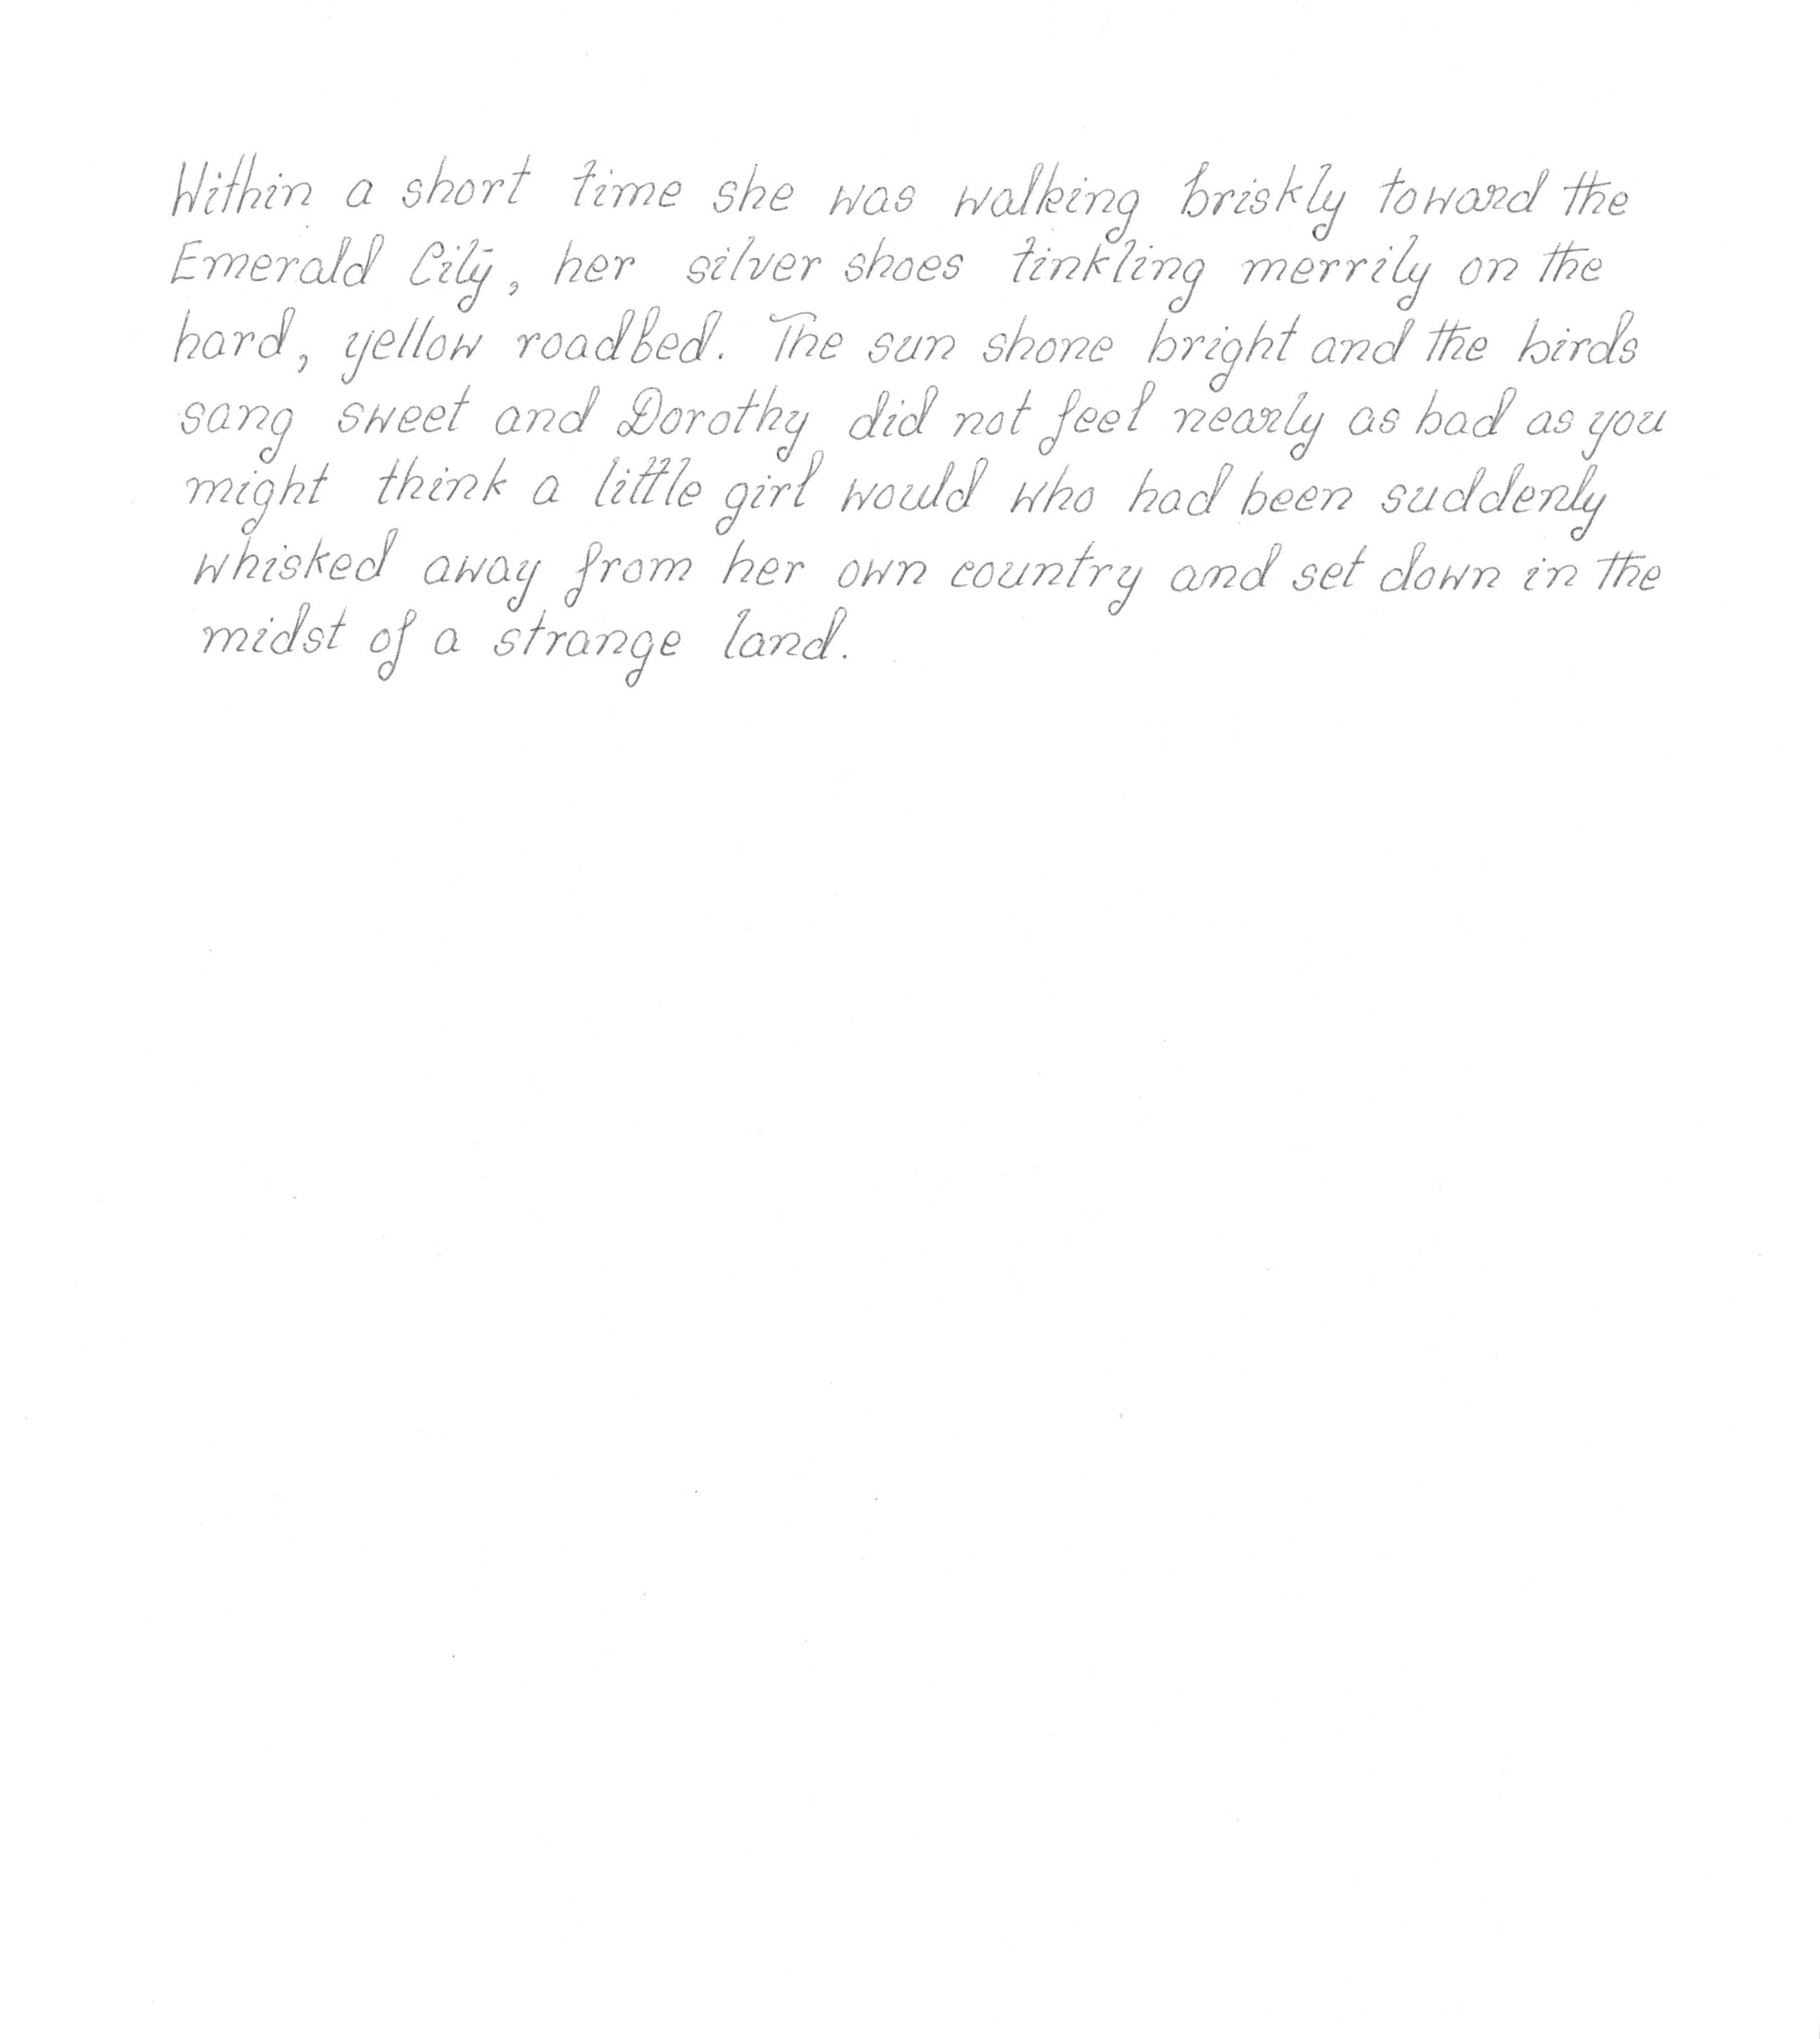 Within a short time she was walking briskly toward the
Emerald City, her silver shoes tinkling merrily on the
hard, yellow roadbed. The sun shone bright and the birds
sang sweet and Dorothy did not feel nearly as bad as you
might think a little girl would who had been suddenly
whisked away from her own country and set down in the
midst of a strange land.